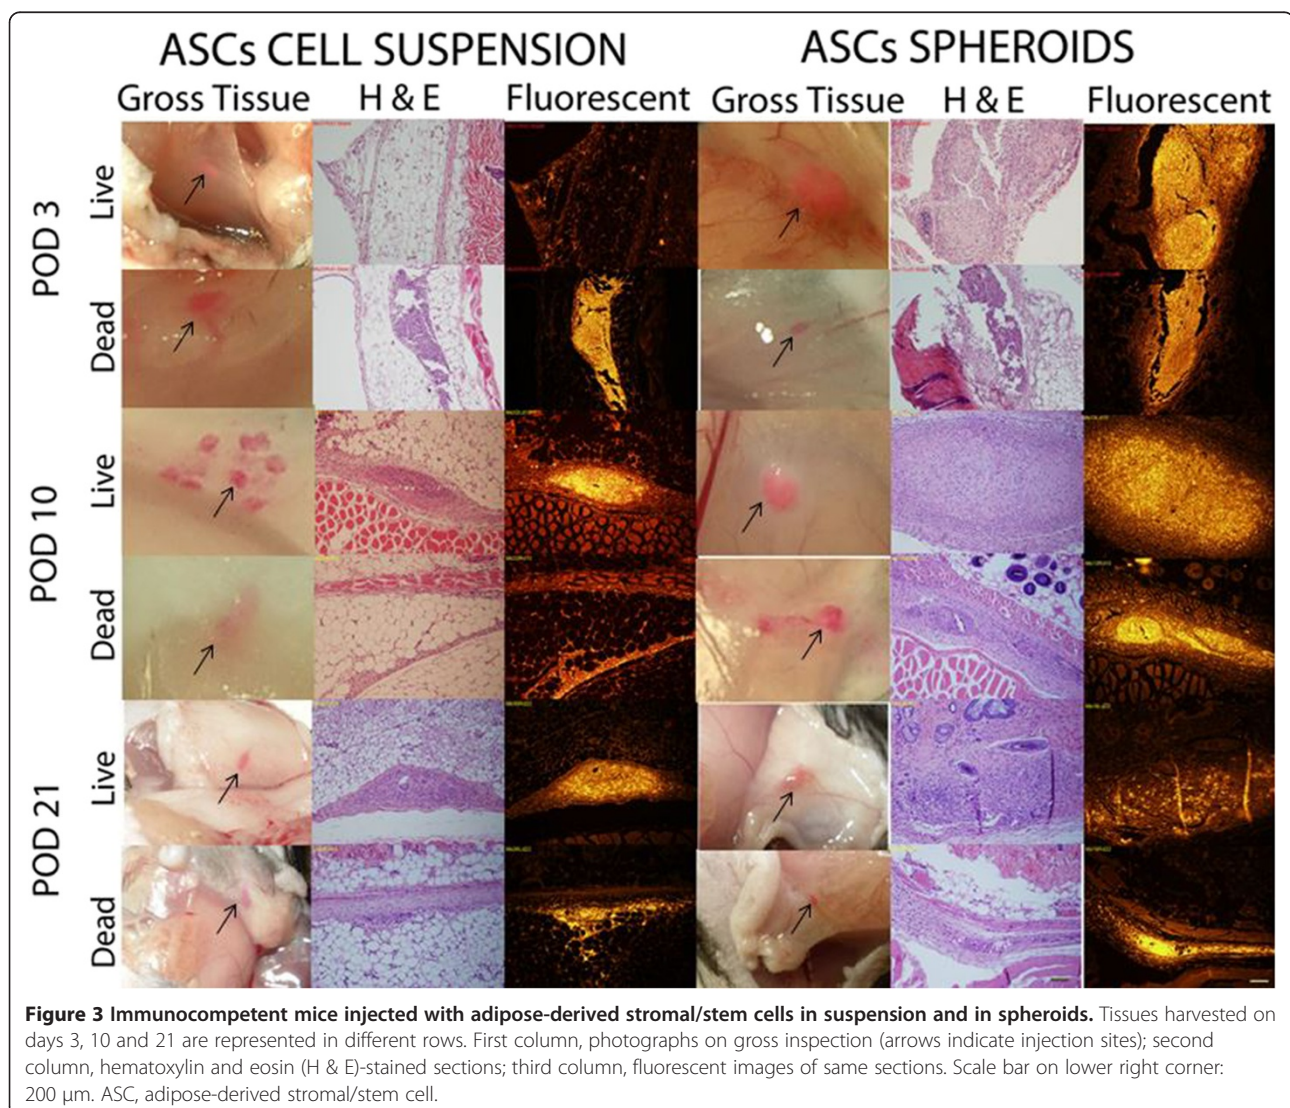 ASCs CELL SUSPENSION
ASCs SPHEROIDS
Gross Tissue
H & E
Fluorescent
Gross Tissue
H & E
Fluorescent
POD 3
Live
Dead
POD 10
Live
Dead
POD 21
Live
Dead
Figure 3 Immunocompetent mice injected with adipose-derived stromal/stem cells in suspension and in spheroids. Tissues harvested on
days 3, 10 and 21 are represented in different rows. First column, photographs on gross inspection (arrows indicate injection sites); second
column, hematoxylin and eosin (H & E)-stained sections; third column, fluorescent images of same sections. Scale bar on lower right corner:
200 μm. ASC, adipose-derived stromal/stem cell.